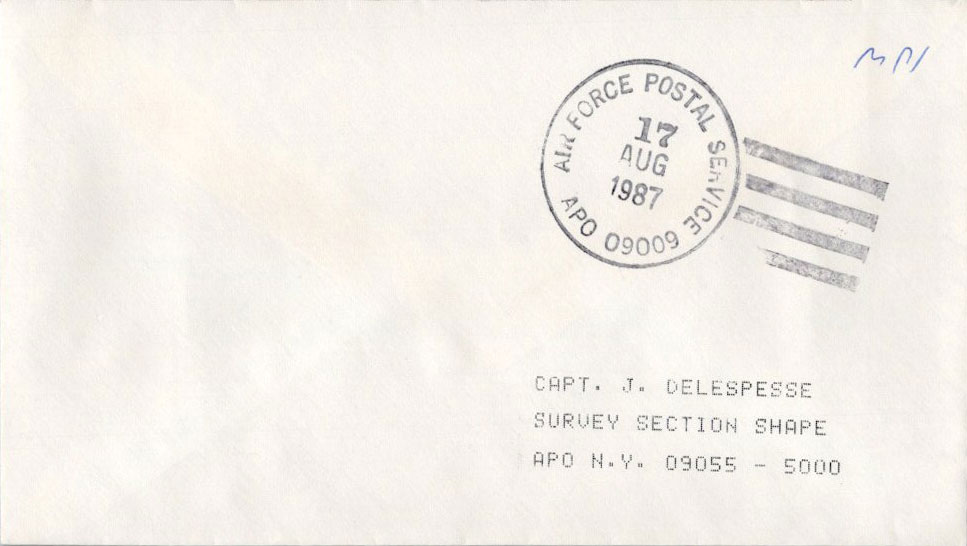 AIR FORCE POSTAL SERVICE
17
AUG
1987
APO 09009
CAPT. J. DELESPESSE
SURVEY SECTION SHAPE
APO N.Y. 09055 - 5000